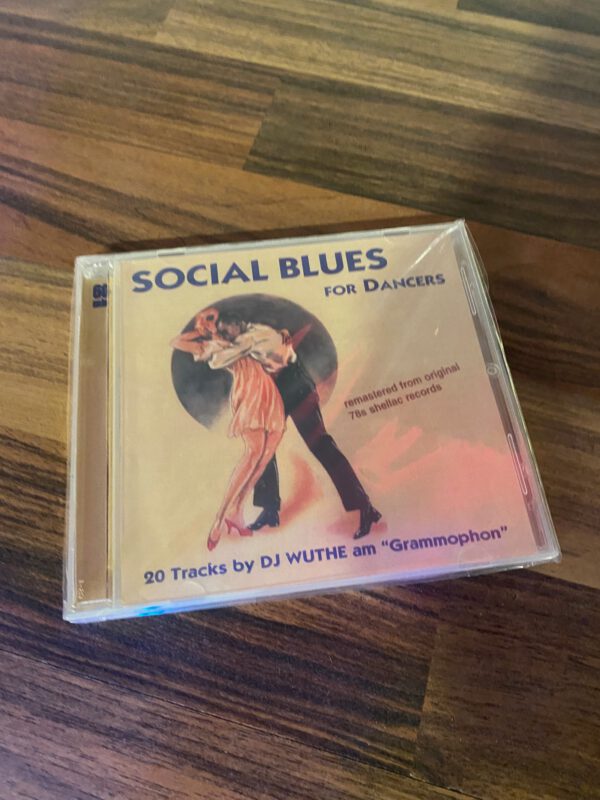 SOCIAL BLUES
FOR DANCERS
remastered from original
78s shellac records
20 Tracks by DJ WUTHE am "Grammophon"